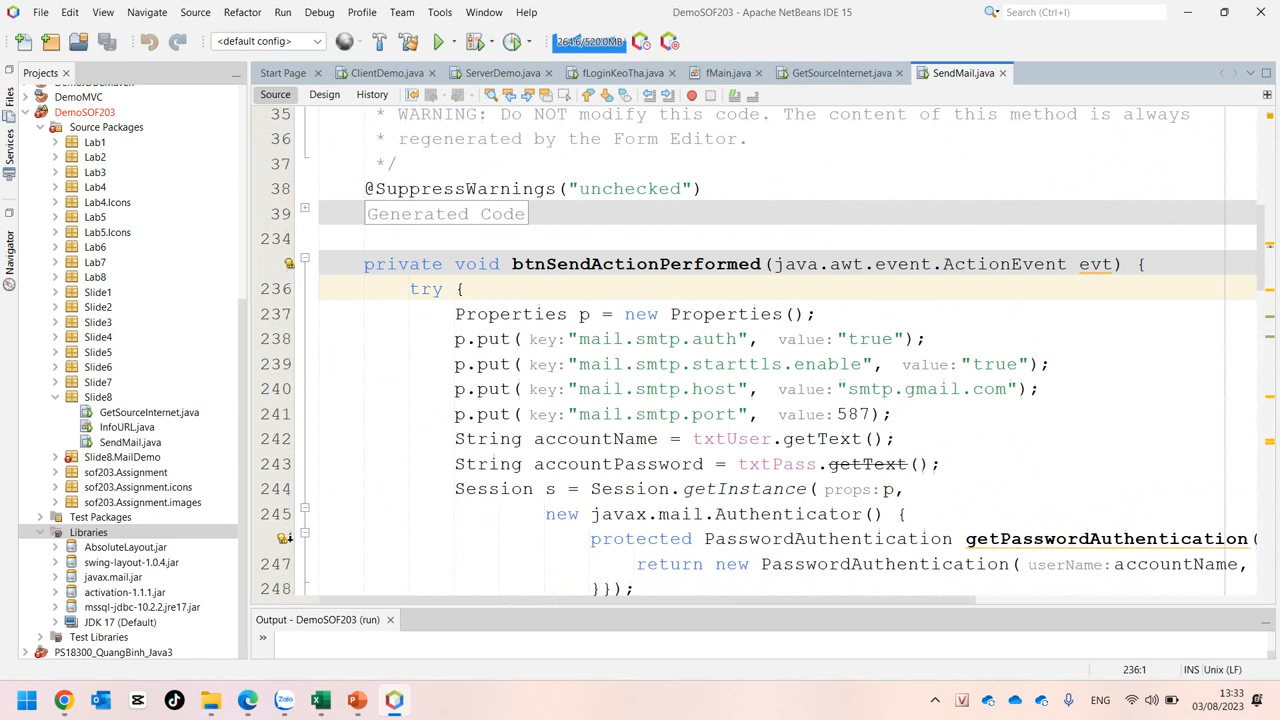 File Edit View Navigate Source Refactor Run Debug Profile Team Tools Window Help DemoSOF203 - Apache NetBeans IDE 15 Search (Ctrl+I)
<default config> 264.6/520.0MB
Projects Start Page ClientDemo.java ServerDemo.java fLoginKeoTha.java fMain.java GetSourceInternet.java SendMail.java
Source Design History
Files
Services
Navigator
DemoMVC
DemoSOF203
Source Packages
Lab1
Lab2
Lab3
Lab4
Lab4.Icons
Lab5
Lab5.Icons
Lab6
Lab7
Lab8
Slide1
Slide2
Slide3
Slide4
Slide5
Slide6
Slide7
Slide8
GetSourceInternet.java
InfoURL.java
SendMail.java
Slide8.MailDemo
sof203.Assignment
sof203.Assignment.icons
sof203.Assignment.images
Test Packages
Libraries
AbsoluteLayout.jar
swing-layout-1.0.4.jar
javax.mail.jar
activation-1.1.1.jar
mssql-jdbc-10.2.2.jre17.jar
JDK 17 (Default)
Test Libraries
PS18300_QuangBinh_Java3
35 * WARNING: Do NOT modify this code. The content of this method is always
36 * regenerated by the Form Editor.
37 */
38 @SuppressWarnings("unchecked")
39 Generated Code
234
private void btnSendActionPerformed(java.awt.event.ActionEvent evt) {
236 try {
237 Properties p = new Properties();
238 p.put(key:"mail.smtp.auth", value:"true");
239 p.put(key:"mail.smtp.starttls.enable", value:"true");
240 p.put(key:"mail.smtp.host", value:"smtp.gmail.com");
241 p.put(key:"mail.smtp.port", value:587);
242 String accountName = txtUser.getText();
243 String accountPassword = txtPass.getText();
244 Session s = Session.getInstance(props:p,
245 new javax.mail.Authenticator() {
protected PasswordAuthentication getPasswordAuthentication(
247 return new PasswordAuthentication(userName:accountName,
248 }});
Output - DemoSOF203 (run)
236:1 INS Unix (LF)
Zalo ENG 13:33
03/08/2023